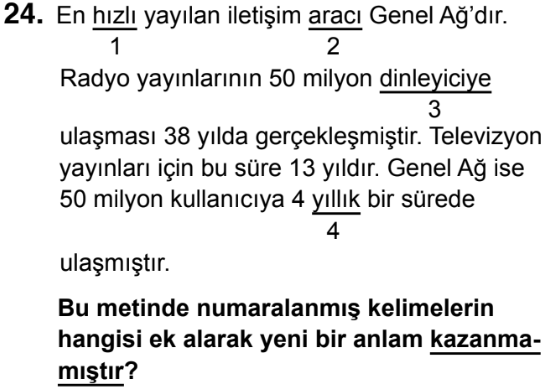 24. En hızlı yayılan iletişim aracı Genel Ağ'dır.
1 2
Radyo yayınlarının 50 milyon dinleyiciye
3
ulaşması 38 yılda gerçekleşmiştir. Televizyon
yayınları için bu süre 13 yıldır. Genel Ağ ise
50 milyon kullanıcıya 4 yıllık bir sürede
4
ulaşmıştır.
Bu metinde numaralanmış kelimelerin
hangisi ek alarak yeni bir anlam kazanma-
mıştır?